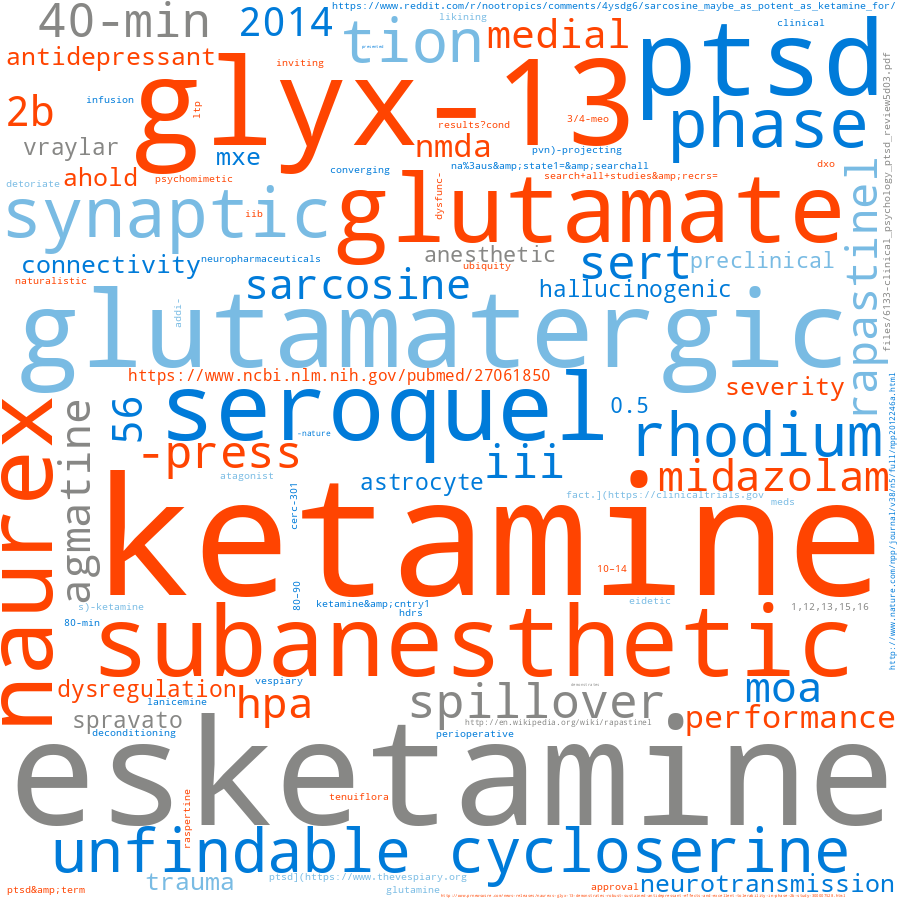 https://www.reddit.com/r/nootropics/comments/4ysdg6/sarcosine_maybe_as_potent_as_ketamine_for/
40-min
2014
likining
tion
presented
medial
clinical
ptsd
antidepressant
inviting
glyx-13
phase
2b
infusion
ltp
results?cond
3/4-meo
vraylar
mxe
nmda
pvn)-projecting
files/6133-clinical_psychology_ptsd_review5d03.pdf
detoriate
ahold
psychomimetic
converging
na%3aus&amp;state1=&amp;searchall
search+all+studies&amp;recrs=
dxo
synaptic
iib
dysfunc-
glutamate
rapastinel
connectivity
neuropharmaceuticals
anesthetic
ubiquity
sert
preclinical
naturalistic
sarcosine
hallucinogenic
addi-
glutamatergic
https://www.ncbi.nlm.nih.gov/pubmed/27061850
severity
naurex
agmatine
56
seroquel
0.5
-nature
rhodium
-press
iii
atagonist
astrocyte
midazolam
fact.](https://clinicaltrials.gov
meds
cerc-301
http://www.nature.com/npp/journal/v38/n5/full/npp2012246a.html
ketamine
10-14
80-90
s)-ketamine
ketamine&amp;cntry1
hdrs
eidetic
1,12,13,15,16
80-min
subanesthetic
dysregulation
vespiary
lanicemine
hpa
spillover
moa
spravato
deconditioning
http://en.wikipedia.org/wiki/rapastinel
perioperative
performance
esketamine
tenuiflora
raspertine
unfindable
cycloserine
trauma
ptsd](https://www.thevespiary.org
ptsd&amp;term
glutamine
approval
neurotransmission